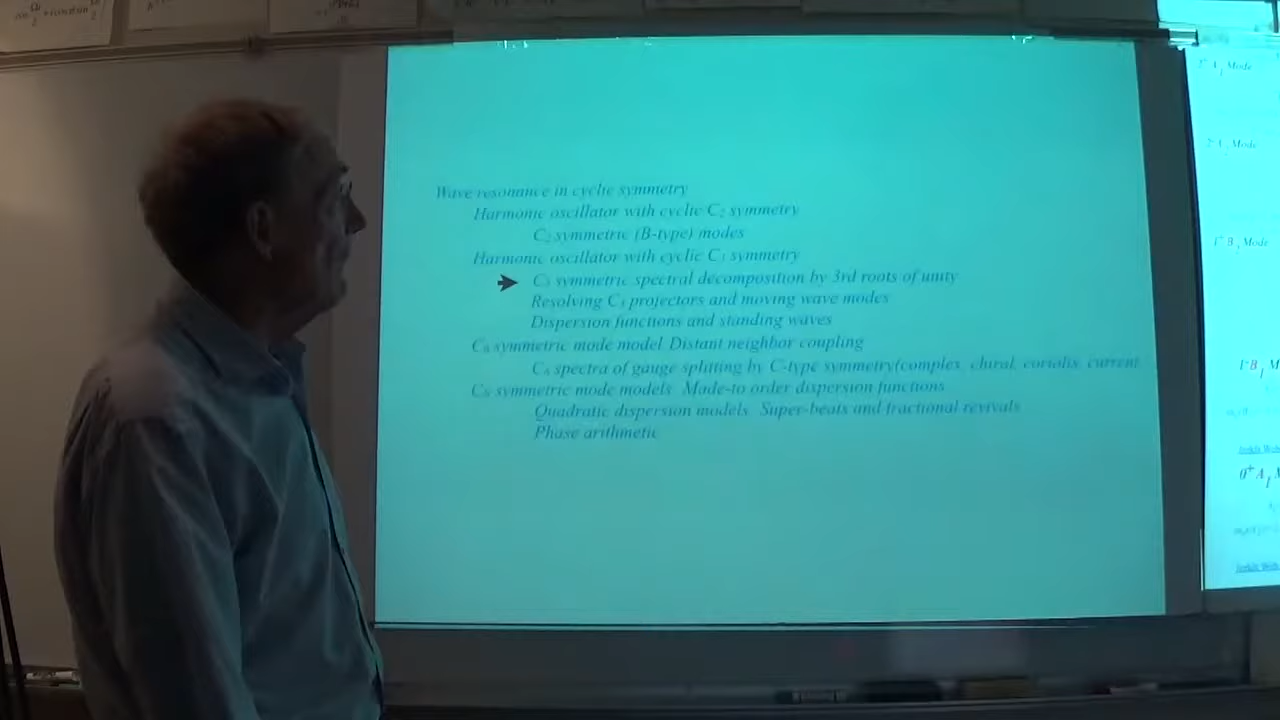 Wave resonance in cyclic symmetry
Harmonic oscillator with cyclic C₂ symmetry
C₂ symmetric (B-type) modes
Harmonic oscillator with cyclic C₃ symmetry
C₃ symmetric spectral decomposition by 3rd roots of unity
Resolving C₃ projectors and moving wave modes
Dispersion functions and standing waves
C₆ symmetric mode model Distant neighbor coupling
C₆ spectra of gauge splitting by C-type symmetry(complex, chiral, coriolis, current,
symmetric mode models Made-to order dispersion functions
Quadratic dispersion models Super-beats and fractional revivals
Phase arithmetic
Mode
Mode
Mode